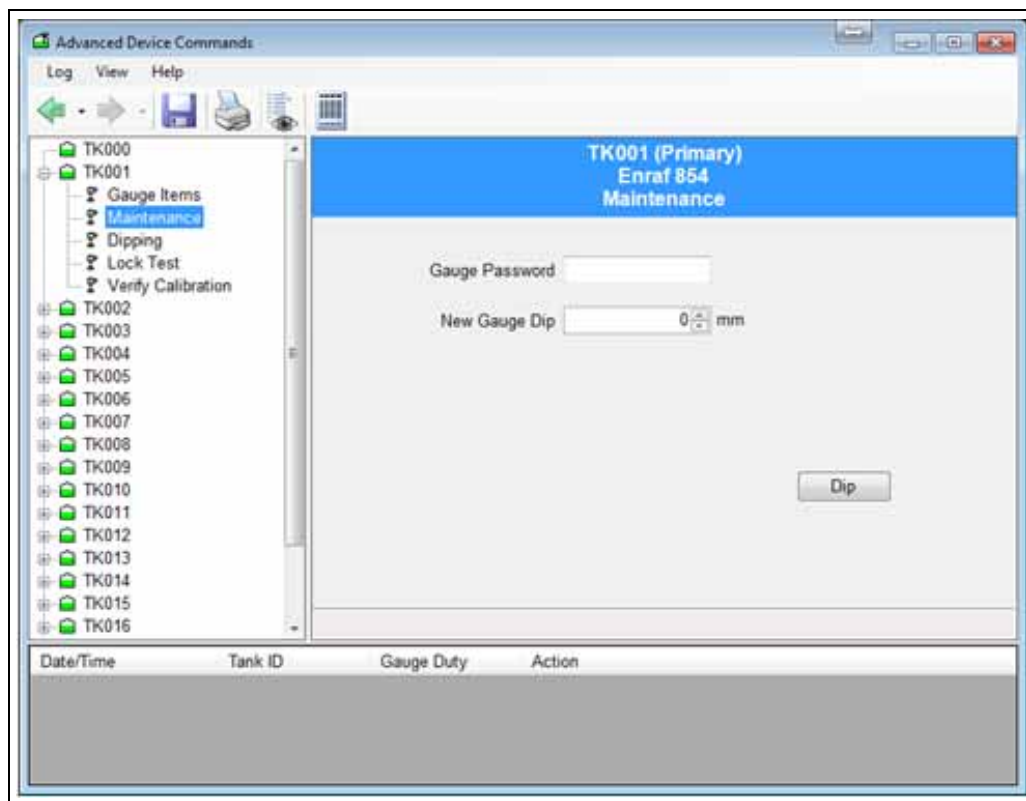 Advanced Device Commands
Log View Help
TK000
TK001
Gauge Items
Maintenance
Dipping
Lock Test
Verify Calibration
TK002
TK003
TK004
TK005
TK006
TK007
TK008
TK009
TK010
TK011
TK012
TK013
TK014
TK015
TK016
TK001 (Primary)
Enraf 854
Maintenance
Gauge Password
New Gauge Dip 0 mm
Dip
Date/Time Tank ID Gauge Duty Action